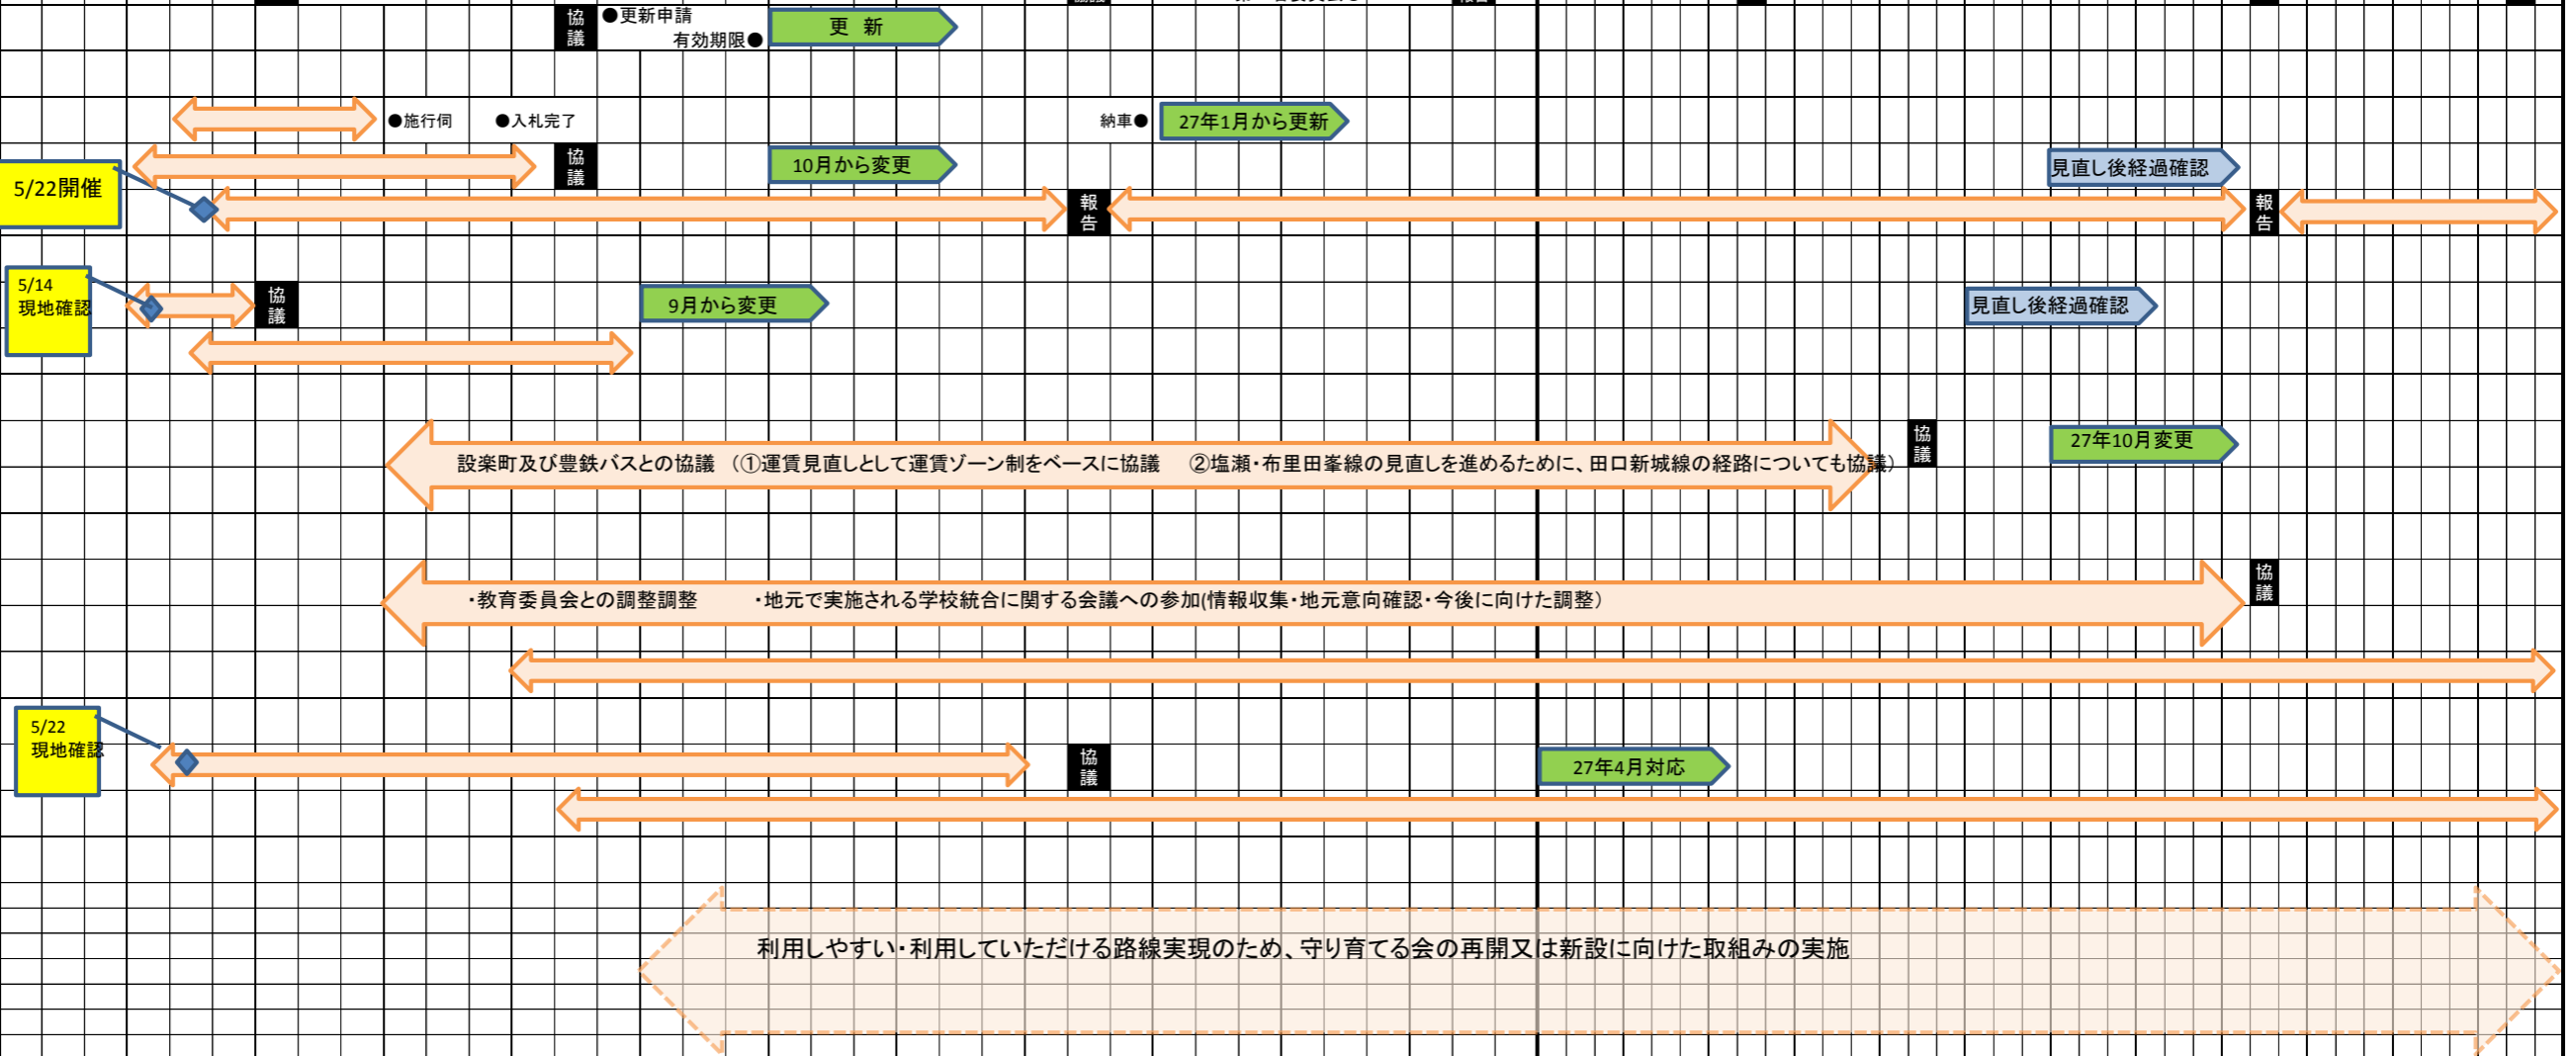 協議
●更新申請
有効期限●
更 新
●施行伺
●入札完了
納車●
27年1月から更新
協議
10月から変更
見直し後経過確認
5/22開催
報告
報告
5/14
現地確認
協議
9月から変更
見直し後経過確認
設楽町及び豊鉄バスとの協議 (①運賃見直しとして運賃ゾーン制をベースに協議 ②塩瀬・布里田峯線の見直しを進めるために、田口新城線の経路についても協議)
協議
27年10月変更
・教育委員会との調整調整 ・地元で実施される学校統合に関する会議への参加(情報収集・地元意向確認・今後に向けた調整)
協議
5/22
現地確認
協議
27年4月対応
利用しやすい・利用していただける路線実現のため、守り育てる会の再開又は新設に向けた取組みの実施